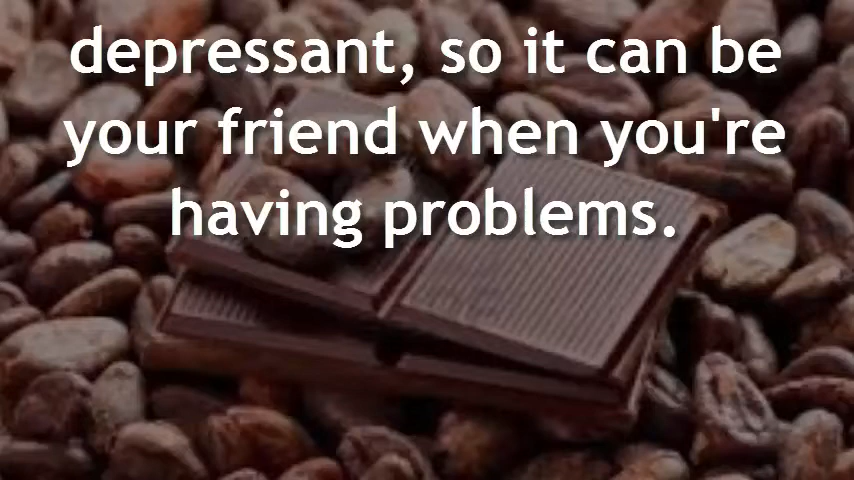 depressant, so it can be
your friend when you're
having problems.